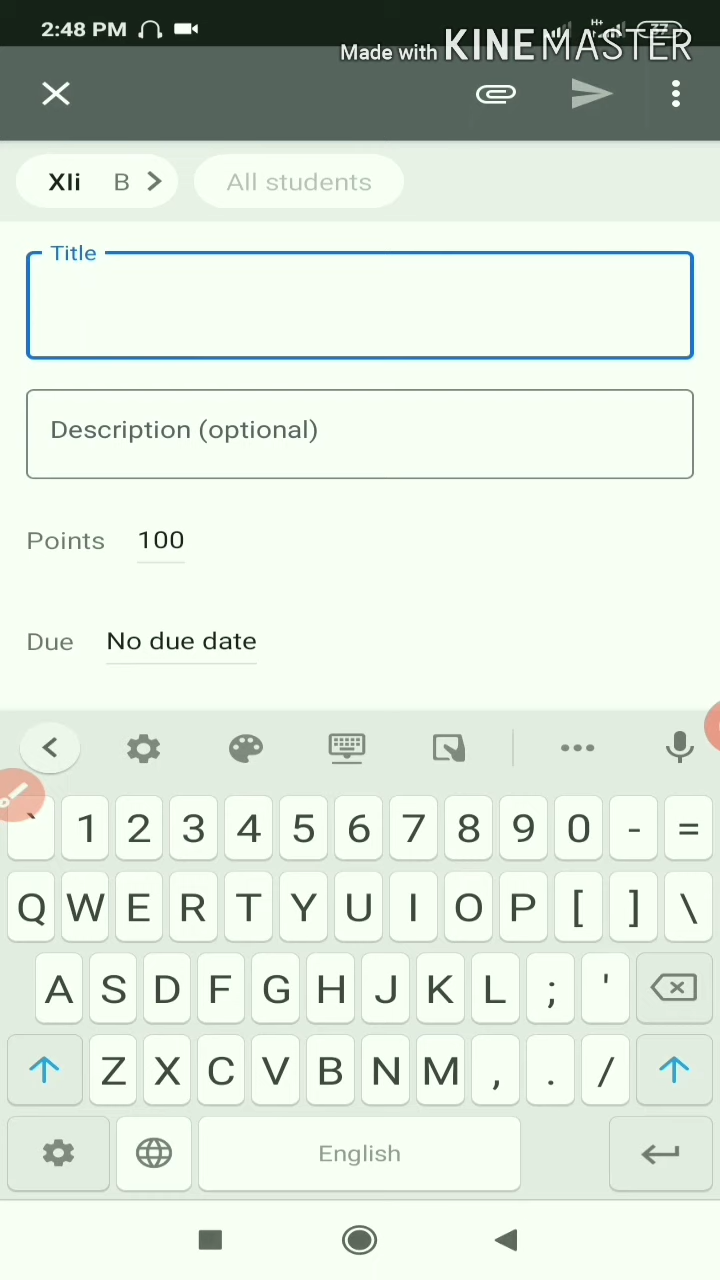 2:48 PM
H+
77
Made with KINEMASTER
XIi B
All students
Title
Description (optional)
Points 100
Due No due date
` 1 2 3 4 5 6 7 8 9 0 - =
Q W E R T Y U I O P [ ] \
A S D F G H J K L ; '
Z X C V B N M , . /
English